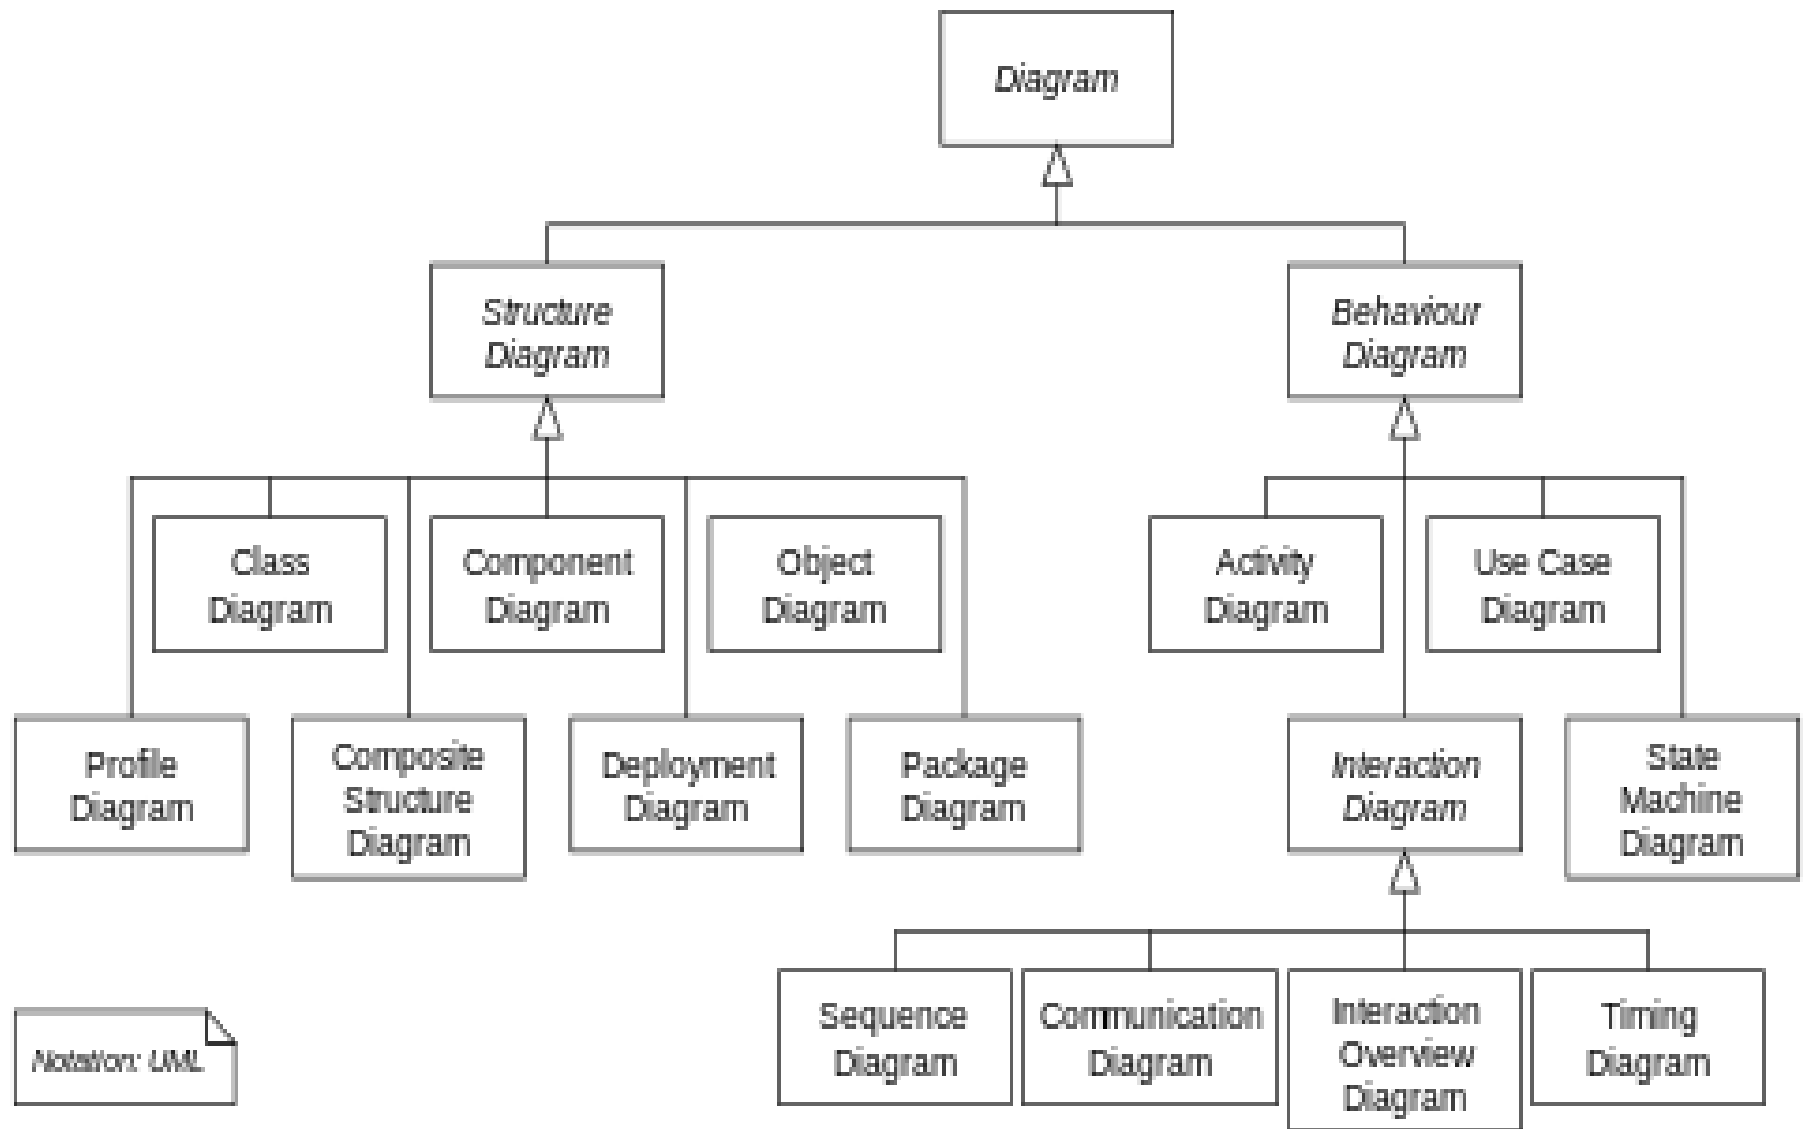 Diagram
Structure
Diagram
Behaviour
Diagram
Class
Diagram
Component
Diagram
Object
Diagram
Activity
Diagram
Use Case
Diagram
Profile
Diagram
Composite
Structure
Diagram
Deployment
Diagram
Package
Diagram
Interaction
Diagram
State
Machine
Diagram
Sequence
Diagram
Communication
Diagram
Interaction
Overview
Diagram
Timing
Diagram
Notation: UML